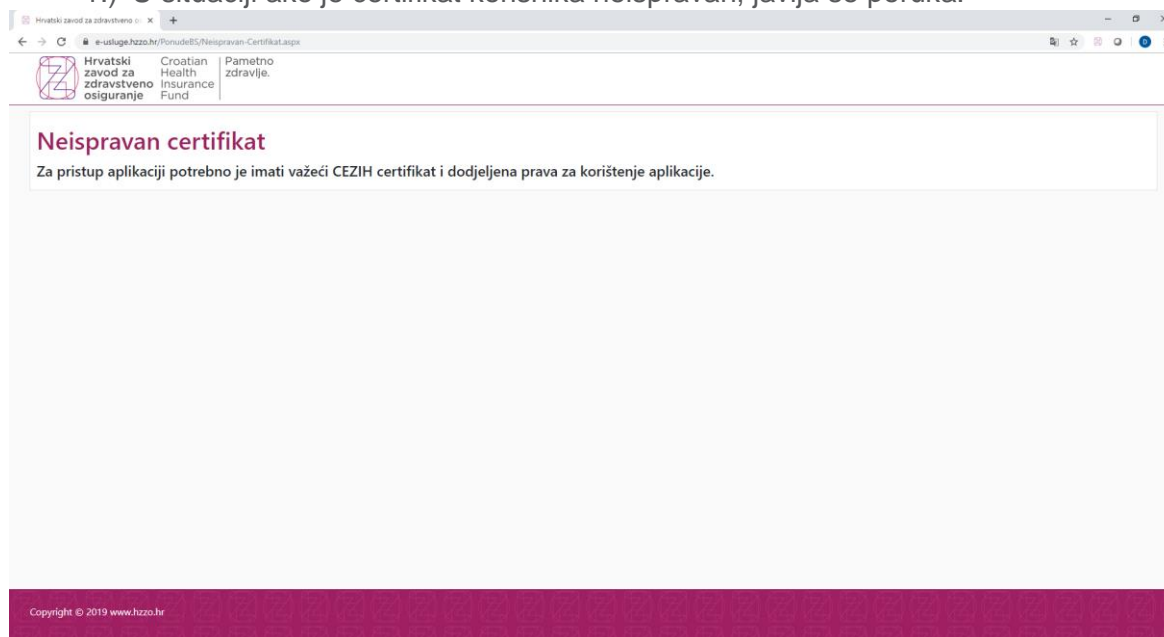 U situaciji ako je certifikat korisnika neispravan, javlja se poruka:
Hrvatski zavod za zdravstveno o
e-usluge.hzzo.hr/PonudeBS/Neispravan-Certifikat.aspx
D
Hrvatski
zavod za
zdravstveno
osiguranje
Croatian
Health
Insurance
Fund
Pametno
zdravlje.
Neispravan certifikat
Za pristup aplikaciji potrebno je imati važeći CEZIH certifikat i dodjeljena prava za korištenje aplikacije.
Copyright © 2019 www.hzzo.hr